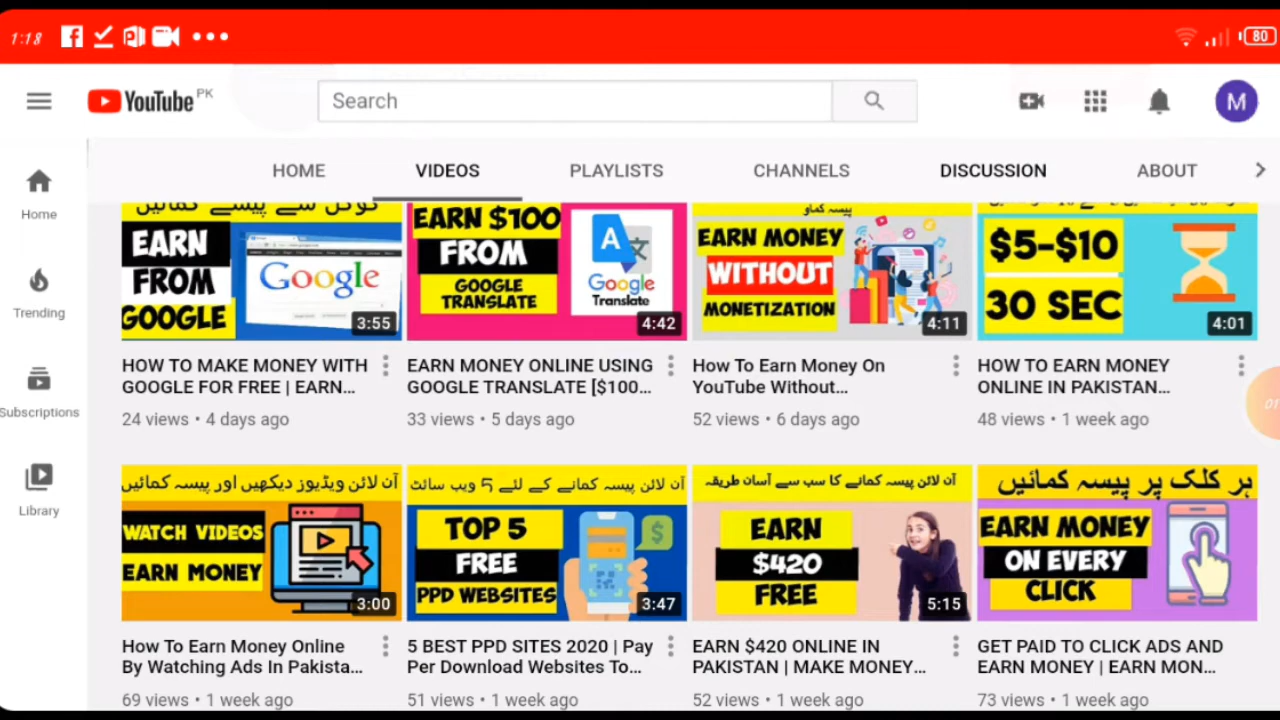 1:18
80
YouTube PK
Search
M
HOME
VIDEOS
PLAYLISTS
CHANNELS
DISCUSSION
ABOUT
Home
Trending
Subscriptions
Library
گوگل سے پیسے کمائیں
EARN
FROM
GOOGLE
Google
3:55
HOW TO MAKE MONEY WITH
GOOGLE FOR FREE | EARN...
24 views • 4 days ago
EARN $100
FROM
GOOGLE
TRANSLATE
A
Google
Translate
4:42
EARN MONEY ONLINE USING
GOOGLE TRANSLATE [$100...
33 views • 5 days ago
پیسہ کماو
EARN MONEY
WITHOUT
MONETIZATION
4:11
How To Earn Money On
YouTube Without...
52 views • 6 days ago
$5-$10
30 SEC
4:01
HOW TO EARN MONEY
ONLINE IN PAKISTAN...
48 views • 1 week ago
آن لائن ویڈیوز دیکھیں اور پیسہ کمائیں
WATCH VIDEOS
EARN MONEY
3:00
How To Earn Money Online
By Watching Ads In Pakista...
69 views • 1 week ago
آن لائن پیسہ کمانے کے لئے 5 ویب سائٹ
TOP 5
FREE
PPD WEBSITES
$
3:47
5 BEST PPD SITES 2020 | Pay
Per Download Websites To...
51 views • 1 week ago
آن لائن پیسہ کمانے کا سب سے آسان طریقہ
EARN
$420
FREE
5:15
EARN $420 ONLINE IN
PAKISTAN | MAKE MONEY...
52 views • 1 week ago
ہر کلک پر پیسہ کمائیں
EARN MONEY
ON EVERY
CLICK
GET PAID TO CLICK ADS AND
EARN MONEY | EARN MON...
73 views • 1 week ago